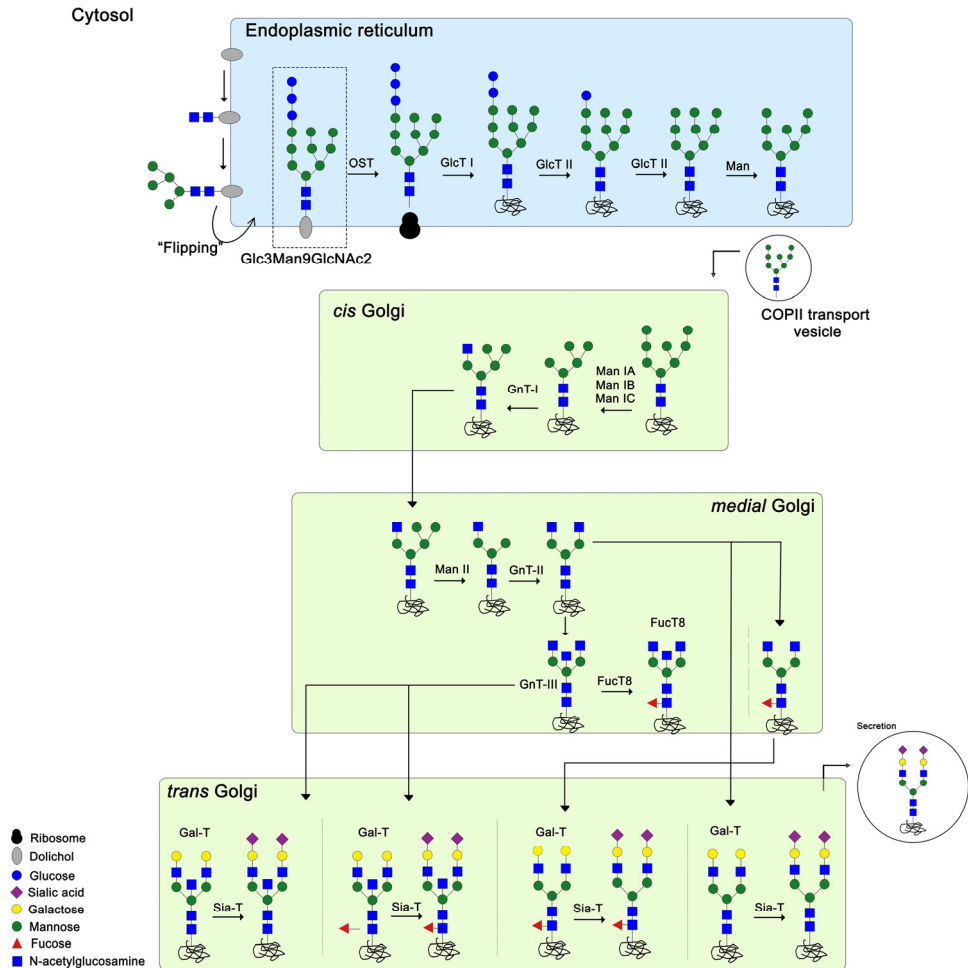 Cytosol
Endoplasmic reticulum
OST
GlcT I
GlcT II
GlcT II
Man
"Flipping"
Glc3Man9GlcNAc2
COPII transport
vesicle
cis Golgi
GnT-I
Man IA
Man IB
Man IC
medial Golgi
Man II
GnT-II
FucT8
GnT-III
FucT8
Secretion
trans Golgi
Gal-T
Sia-T
Gal-T
Sia-T
Gal-T
Sia-T
Gal-T
Sia-T
Ribosome
Dolichol
Glucose
Sialic acid
Galactose
Mannose
Fucose
N-acetylglucosamine